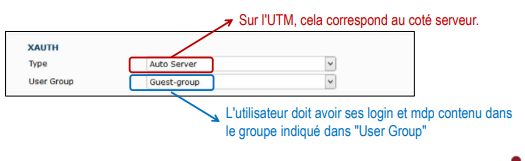 Sur l'UTM, cela correspond au coté serveur.
XAUTH
Type Auto Server
User Group Guest-group
L'utilisateur doit avoir ses login et mdp contenu dans
le groupe indiqué dans "User Group"